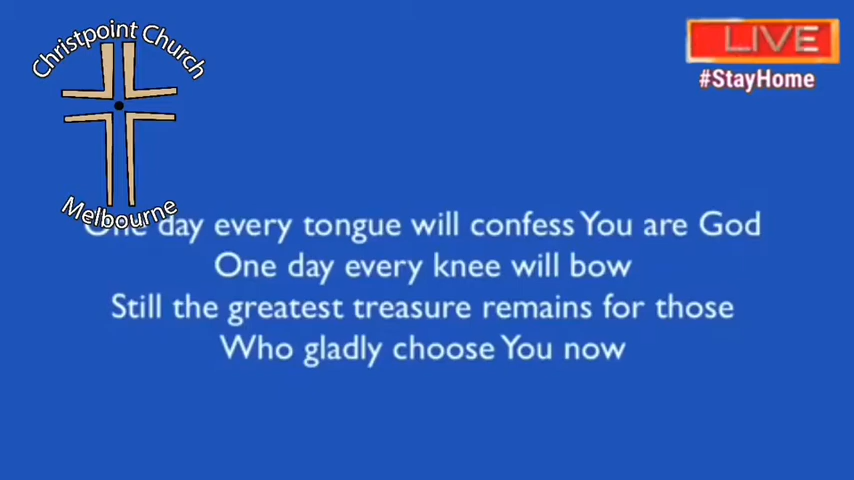 Christpoint Church
Melbourne
LIVE
#StayHome
One day every tongue will confess You are God
One day every knee will bow
Still the greatest treasure remains for those
Who gladly choose You now